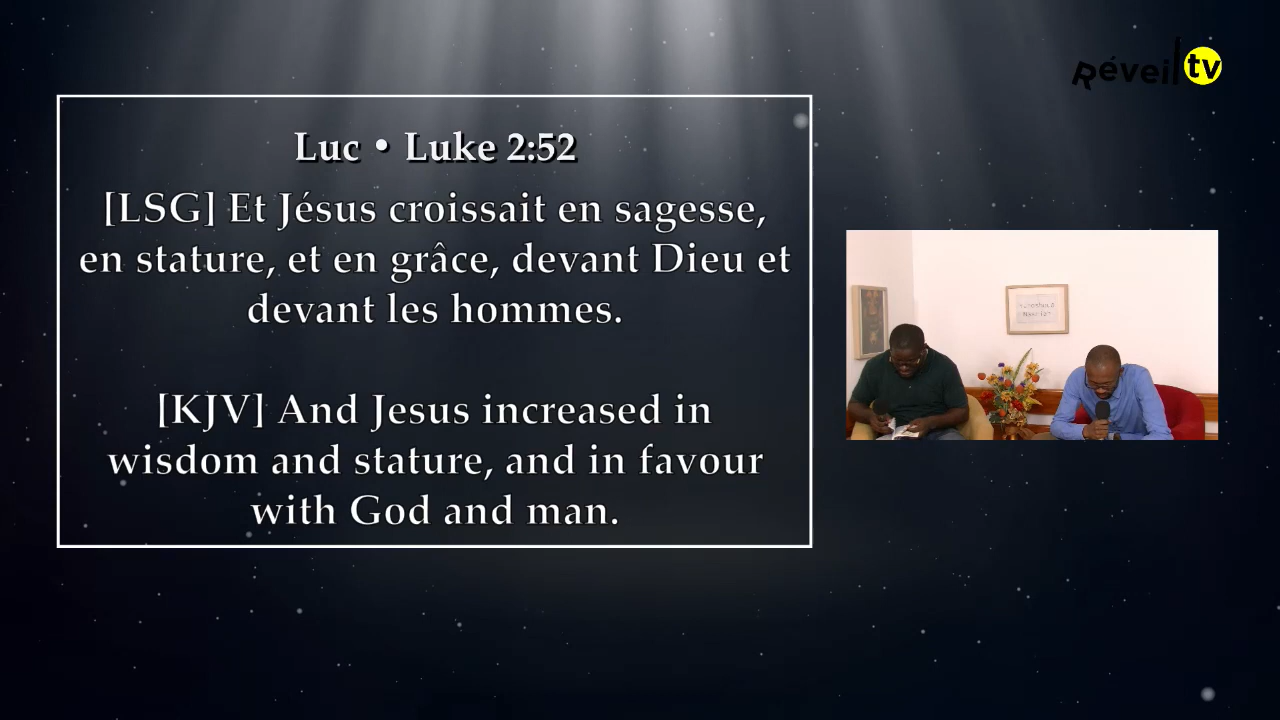 Réveil tv
Luc • Luke 2:52
[LSG] Et Jésus croissait en sagesse,
en stature, et en grâce, devant Dieu et
devant les hommes.
[KJV] And Jesus increased in
wisdom and stature, and in favour
with God and man.